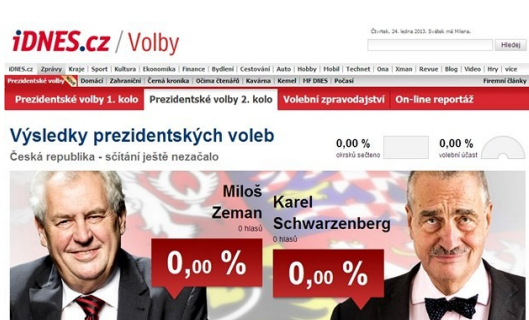 iDNES.cz / Volby
Čtvrtek, 24. ledna 2013. Svátek má Milena.
Hledej
iDNES.cz | Zprávy | Kraje | Sport | Kultura | Ekonomika | Finance | Bydlení | Cestování | Auto | Hobby | Mobil | Technet | Ona | Xman | Revue | Blog | Video | Hry | více
Prezidentské volby | Domácí | Zahraniční | Černá kronika | Očima čtenářů | Kavárna | Kemel | MF DNES | Počasí
Firemní články
Prezidentské volby 1. kolo
Prezidentské volby 2. kolo
Volební zpravodajství
On-line reportáž
Výsledky prezidentských voleb
Česká republika - sčítání ještě nezačalo
0,00 %
okrsků sečteno
0,00 %
volební účast
Miloš
Zeman
0 hlasů
0,00 %
Karel
Schwarzenberg
0 hlasů
0,00 %